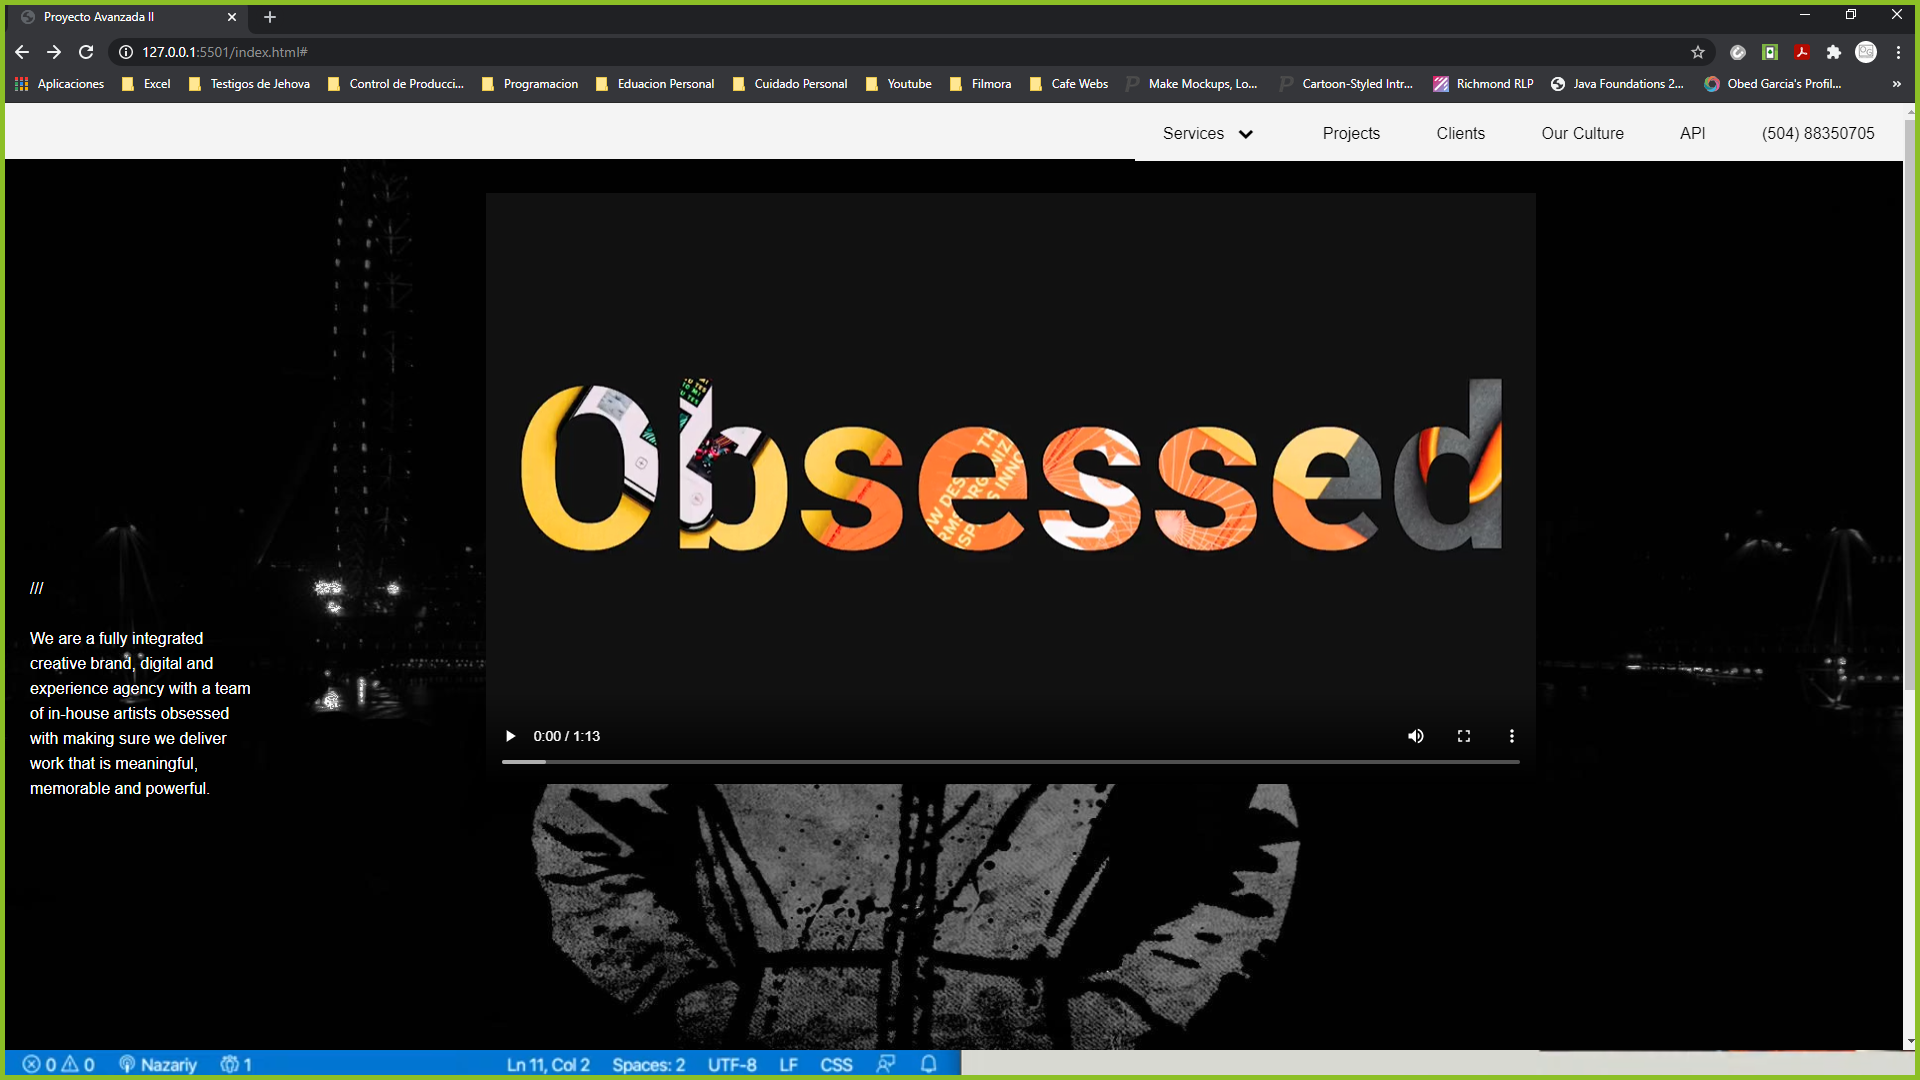 Proyecto Avanzada II
127.0.0.1:5501/index.html#
Aplicaciones Excel Testigos de Jehova Control de Producci... Programacion Eduacion Personal Cuidado Personal Youtube Filmora Cafe Webs Make Mockups, Lo... Cartoon-Styled Intr... Richmond RLP Java Foundations 2... Obed Garcia's Profil... »
Services Projects Clients Our Culture API (504) 88350705
Obsessed
///
We are a fully integrated
creative brand, digital and
experience agency with a team
of in-house artists obsessed
with making sure we deliver
work that is meaningful,
memorable and powerful.
0:00 / 1:13
0 0 Nazariy 1 Ln 11, Col 2 Spaces: 2 UTF-8 LF CSS